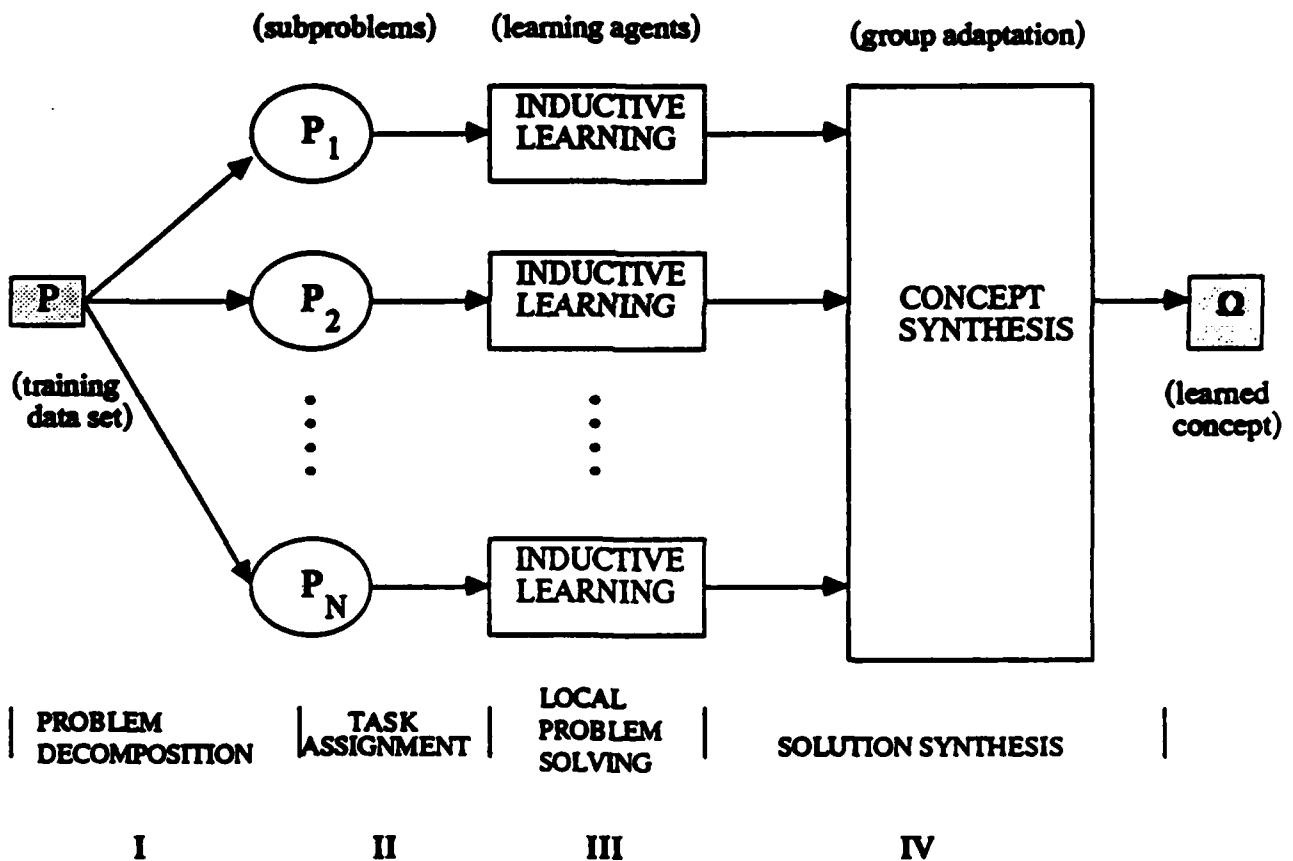 (subproblems) (learning agents) (group adaptation)
P1
INDUCTIVE
LEARNING
P
P2
INDUCTIVE
LEARNING
CONCEPT
SYNTHESIS
Ω
(training
data set)
(learned
concept)
PN
INDUCTIVE
LEARNING
PROBLEM
DECOMPOSITION
TASK
ASSIGNMENT
LOCAL
PROBLEM
SOLVING
SOLUTION SYNTHESIS
I II III IV